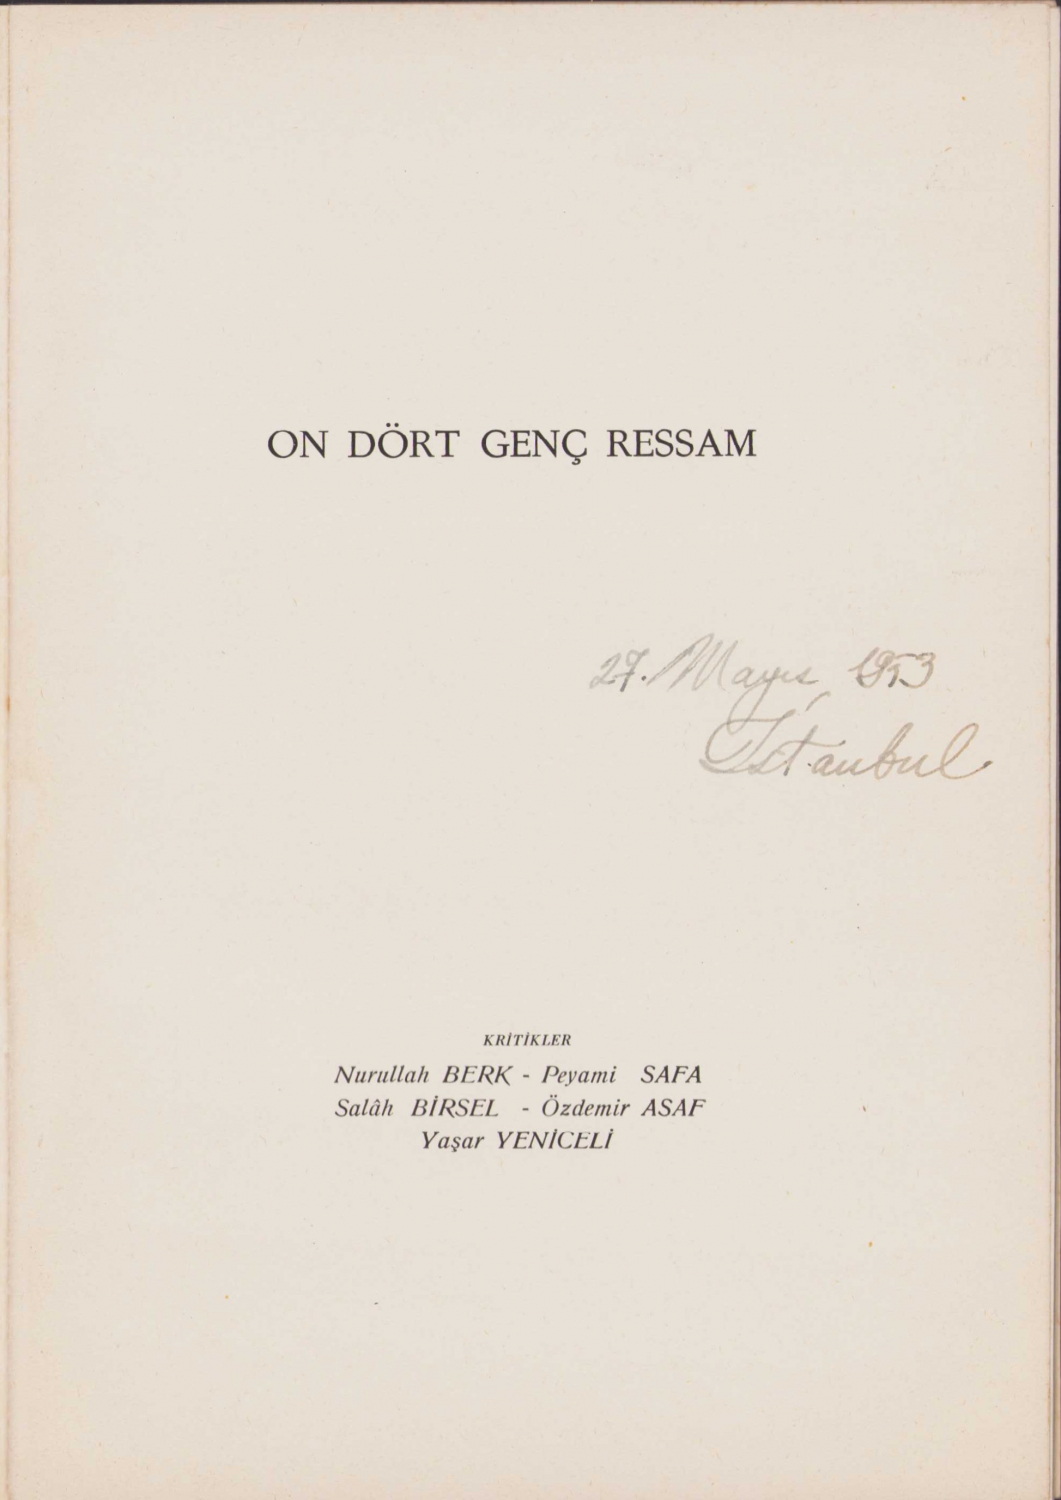 ON DÖRT GENÇ RESSAM
27. Mayıs, 1953
İstanbul
KRİTİKLER
Nurullah BERK - Peyami SAFA
Salâh BİRSEL - Özdemir ASAF
Yaşar YENİCELİ